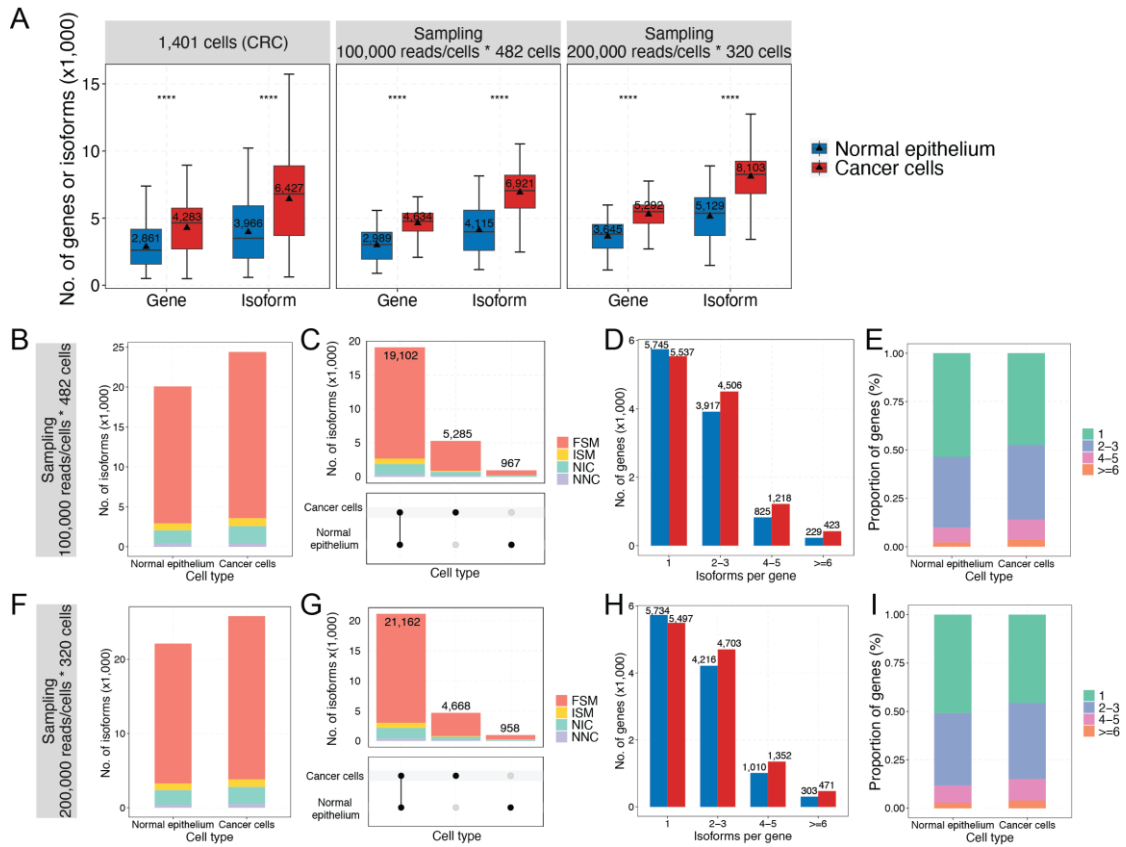 A
1,401 cells (CRC)
Sampling
100,000 reads/cells * 482 cells
Sampling
200,000 reads/cells * 320 cells
No. of genes or isoforms (x1,000)
15
10
5
0
****
****
****
****
****
****
2,861
4,283
3,966
6,427
2,989
4,634
4,115
6,921
3,645
5,292
5,129
8,103
Gene
Isoform
Gene
Isoform
Gene
Isoform
Normal epithelium
Cancer cells
B
Sampling
100,000 reads/cells * 482 cells
No. of isoforms (x1,000)
25
20
15
10
5
0
Normal epithelium
Cancer cells
Cell type
C
No. of isoforms (x1,000)
20
15
10
5
0
19,102
5,285
967
FSM
ISM
NIC
NNC
Cancer cells
Normal
epithelium
Cell type
D
No. of genes (x1,000)
6
4
2
0
5,745
5,537
3,917
4,506
825
1,218
229
423
1
2–3
4–5
>=6
Isoforms per gene
E
Proportion of genes (%)
1.00
0.75
0.50
0.25
0.00
Normal epithelium
Cancer cells
Cell type
1
2–3
4–5
>=6
F
Sampling
200,000 reads/cells * 320 cells
No. of isoforms (x1,000)
20
10
0
Normal epithelium
Cancer cells
Cell type
G
No. of isoforms x(1,000)
20
15
10
5
0
21,162
4,668
958
FSM
ISM
NIC
NNC
Cancer cells
Normal
epithelium
Cell type
H
No. of genes (x1,000)
6
4
2
0
5,734
5,497
4,216
4,703
1,010
1,352
303
471
1
2–3
4–5
>=6
Isoforms per gene
I
Proportion of genes (%)
1.00
0.75
0.50
0.25
0.00
Normal epithelium
Cancer cells
Cell type
1
2–3
4–5
>=6